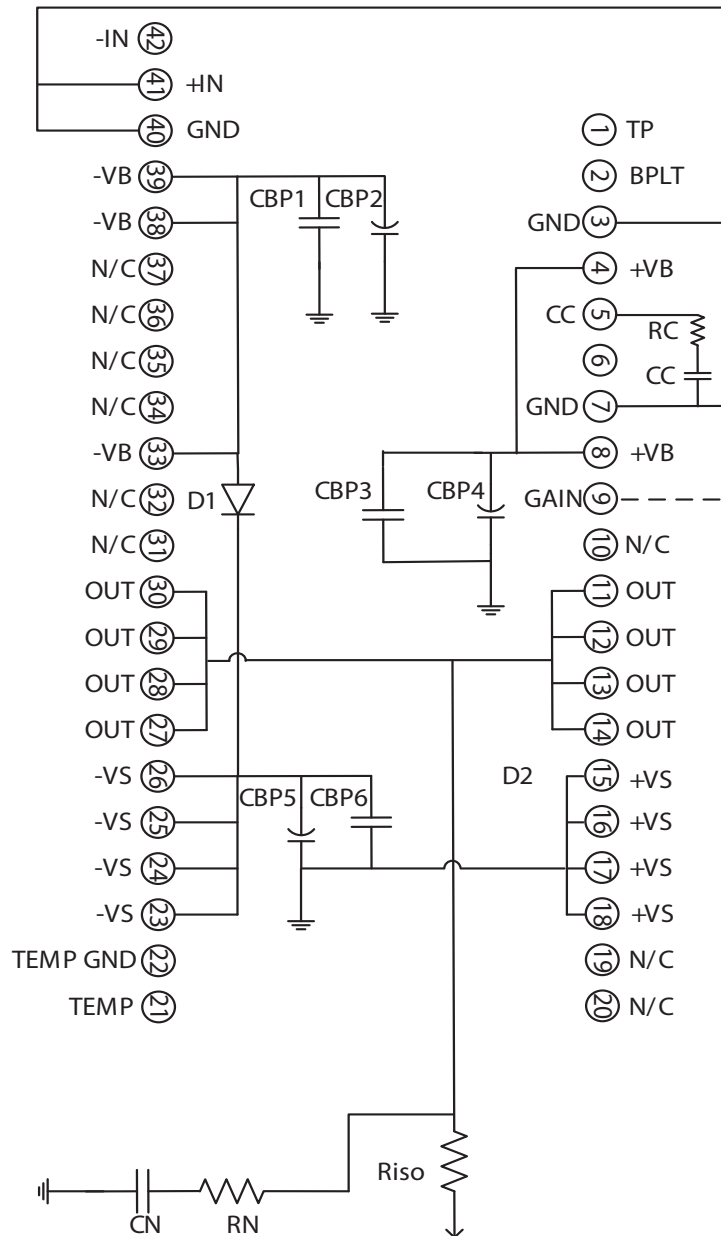 -IN 42
41 +IN
40 GND
1 TP
-VB 39
2 BPLT
CBP1 CBP2
-VB 38
GND 3
N/C 37
4 +VB
N/C 36
CC 5
RC
N/C 35
6
CC
N/C 34
GND 7
-VB 33
8 +VB
CBP3 CBP4
N/C 32 D1
GAIN 9
N/C 31
10 N/C
OUT 30
11 OUT
OUT 29
12 OUT
OUT 28
13 OUT
OUT 27
14 OUT
-VS 26
D2 15 +VS
CBP5 CBP6
-VS 25
16 +VS
-VS 24
17 +VS
-VS 23
18 +VS
TEMP GND 22
19 N/C
TEMP 21
20 N/C
Riso
CN RN